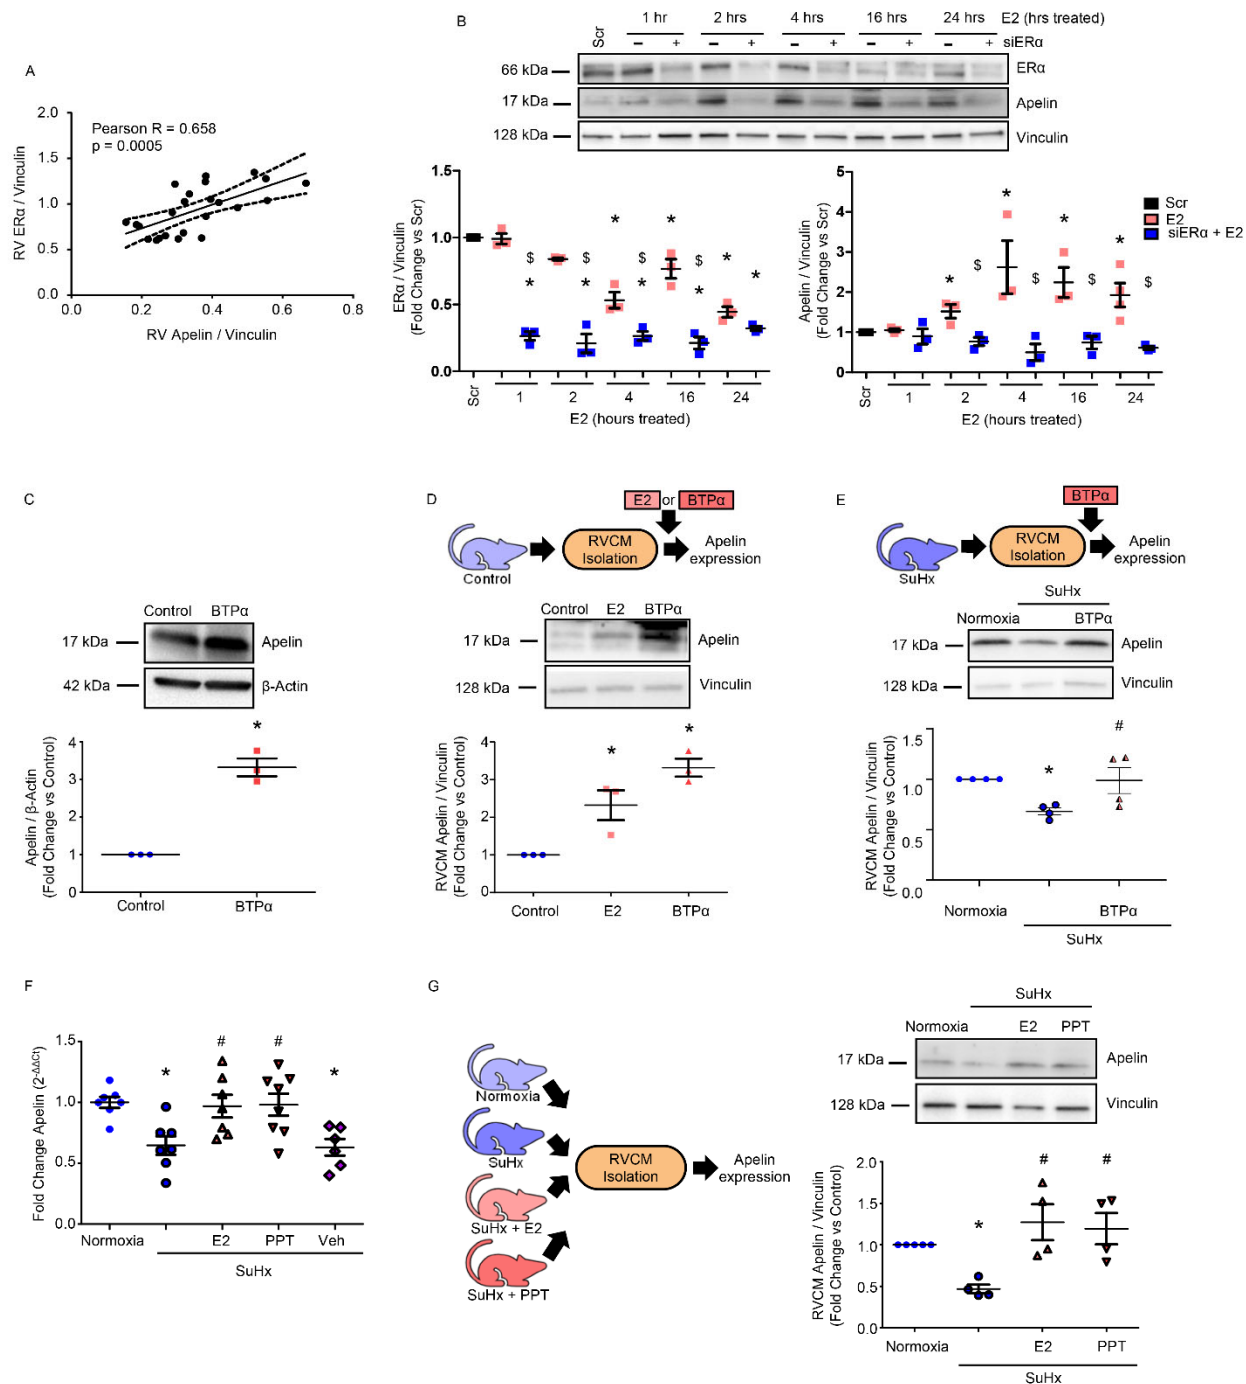 A
Pearson R = 0.658
p = 0.0005
2.0
1.5
1.0
0.5
0.0
0.0 0.2 0.4 0.6 0.8
RV ERα / Vinculin
RV Apelin / Vinculin
B
Scr 1 hr 2 hrs 4 hrs 16 hrs 24 hrs E2 (hrs treated)
– + – + – + – + – + siERα
66 kDa ERα
17 kDa Apelin
128 kDa Vinculin
ERα / Vinculin
(Fold Change vs Scr)
1.5
1.0
0.5
0.0
$ $ * $ * $ *
* * * * *
Scr 1 2 4 16 24
E2 (hours treated)
Apelin / Vinculin
(Fold Change vs Scr)
5
4
3
2
1
0
* $ * $ * $ * $
Scr 1 2 4 16 24
E2 (hours treated)
Scr
E2
siERα + E2
C
Control BTPα
17 kDa Apelin
42 kDa β-Actin
Apelin / β-Actin
(Fold Change vs Control)
4
3
2
1
0
*
Control BTPα
D
E2 or BTPα
Control
RVCM
Isolation
Apelin
expression
Control E2 BTPα
17 kDa Apelin
128 kDa Vinculin
RVCM Apelin / Vinculin
(Fold Change vs Control)
4
3
2
1
0
* *
Control E2 BTPα
E
BTPα
SuHx
RVCM
Isolation
Apelin
expression
SuHx
Normoxia BTPα
17 kDa Apelin
128 kDa Vinculin
RVCM Apelin / Vinculin
(Fold Change vs Control)
1.5
1.0
0.5
0.0
* #
Normoxia BTPα
SuHx
F
Fold Change Apelin (2-ΔΔCt)
1.5
1.0
0.5
0.0
* # # *
Normoxia E2 PPT Veh
SuHx
G
Normoxia
SuHx
SuHx + E2
SuHx + PPT
RVCM
Isolation
Apelin
expression
SuHx
Normoxia E2 PPT
17 kDa Apelin
128 kDa Vinculin
RVCM Apelin / Vinculin
(Fold Change vs Control)
2.0
1.5
1.0
0.5
0.0
* # #
Normoxia E2 PPT
SuHx